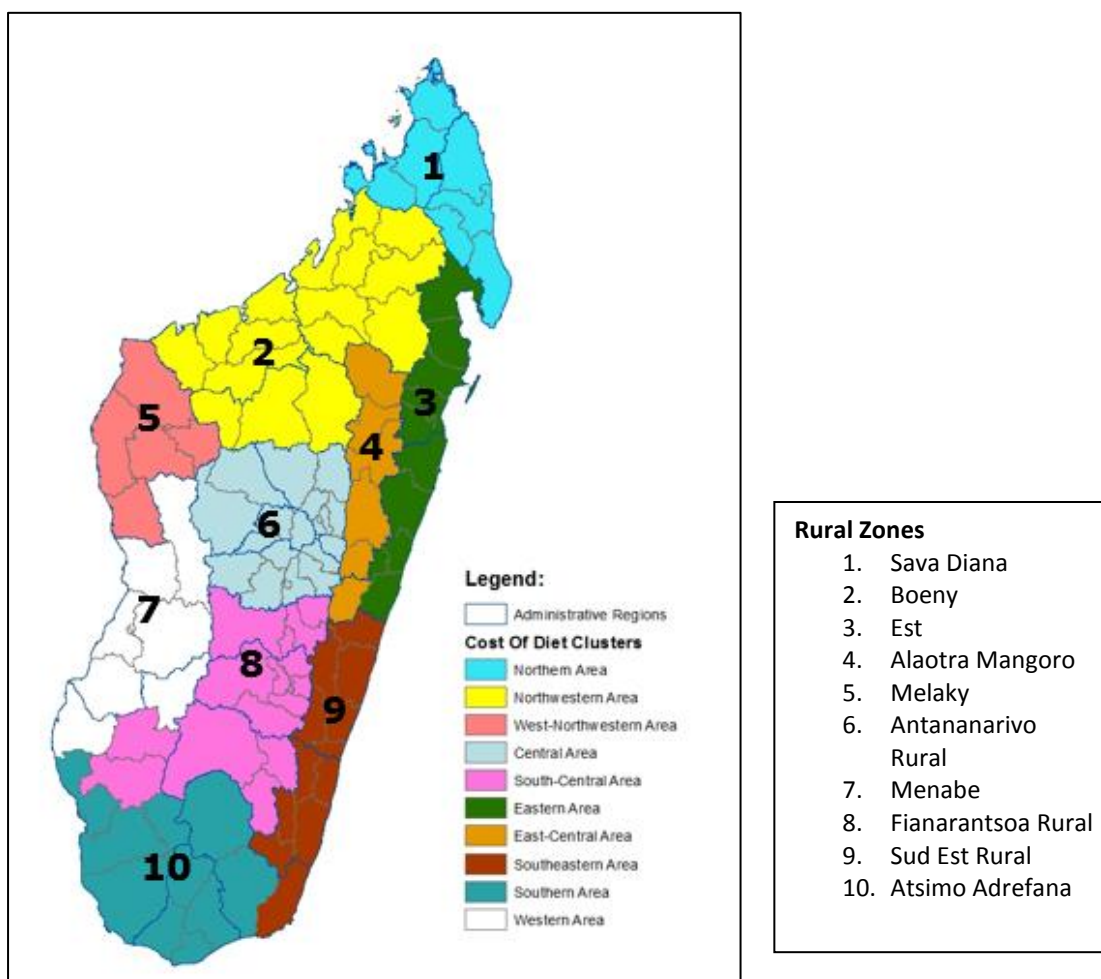 1
2
3
4
5
6
7
8
9
10
Legend:
Administrative Regions
Cost Of Diet Clusters
Northern Area
Northwestern Area
West-Northwestern Area
Central Area
South-Central Area
Eastern Area
East-Central Area
Southeastern Area
Southern Area
Western Area
Rural Zones
1. Sava Diana
2. Boeny
3. Est
4. Alaotra Mangoro
5. Melaky
6. Antananarivo
Rural
7. Menabe
8. Fianarantsoa Rural
9. Sud Est Rural
10. Atsimo Adrefana